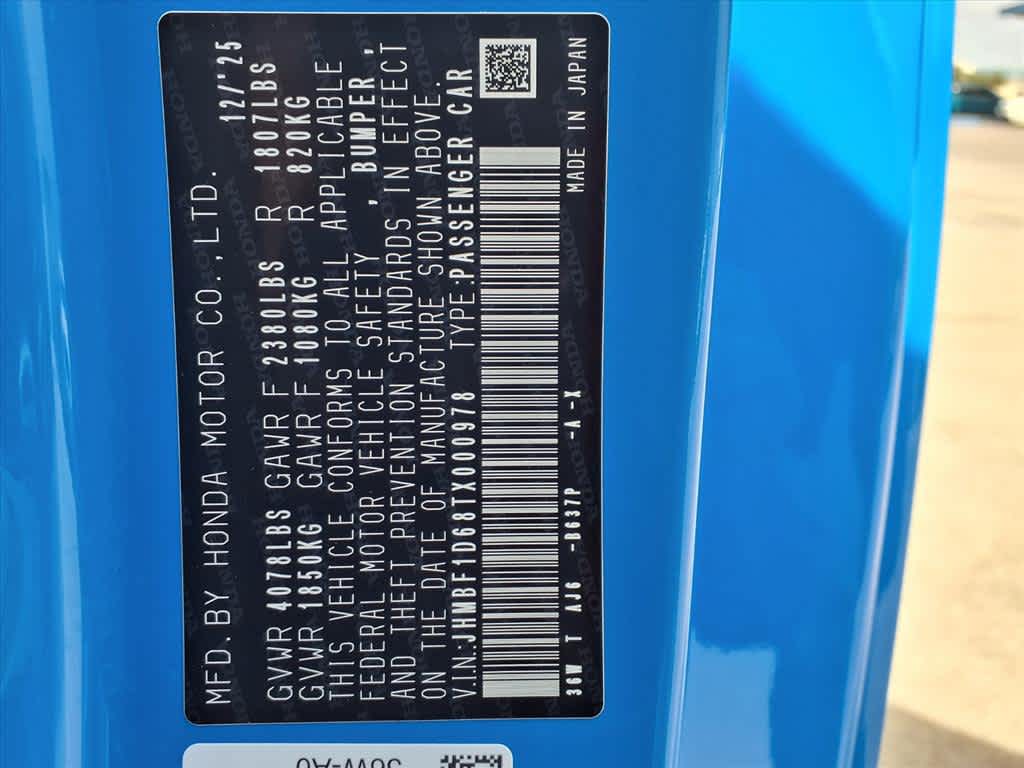 MFD. BY HONDA MOTOR CO., LTD. 12/'25
GVWR 4078LBS GAWR F 2380LBS R 1807LBS
GVWR 1850KG GAWR F 1080KG R 820KG
THIS VEHICLE CONFORMS TO ALL APPLICABLE
FEDERAL MOTOR VEHICLE SAFETY , BUMPER ,
AND THEFT PREVENTION STANDARDS IN EFFECT
ON THE DATE OF MANUFACTURE SHOWN ABOVE.
V.I.N:JHMBF1D68TX000978 TYPE:PASSENGER CAR
36W T AJ6 -B637P -A -X MADE IN JAPAN